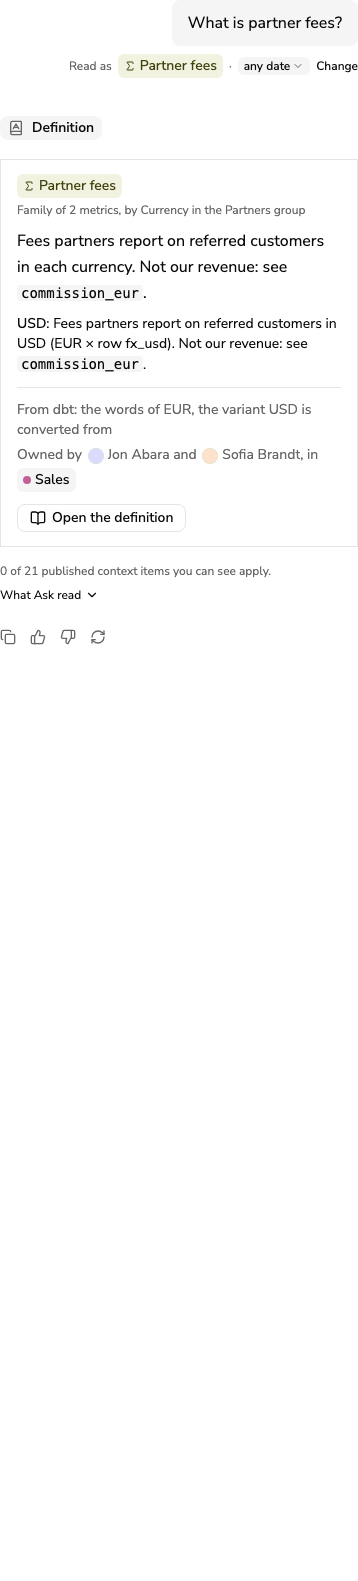 What is partner fees?
Read as Σ Partner fees · any date Change
Definition
Σ Partner fees
Family of 2 metrics, by Currency in the Partners group
Fees partners report on referred customers
in each currency. Not our revenue: see
commission_eur.
USD: Fees partners report on referred customers in
USD (EUR × row fx_usd). Not our revenue: see
commission_eur.
From dbt: the words of EUR, the variant USD is
converted from
Owned by Jon Abara and Sofia Brandt, in
Sales
Open the definition
0 of 21 published context items you can see apply.
What Ask read